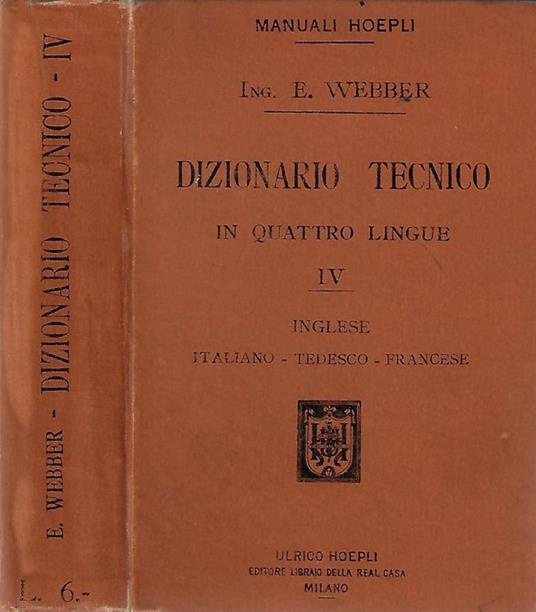 E. WEBBER - DIZIONARIO TECNICO - IV
L. 6.-
MANUALI HOEPLI
ING. E. WEBBER
DIZIONARIO TECNICO
IN QUATTRO LINGUE
IV
INGLESE
ITALIANO - TEDESCO - FRANCESE
ULRICO HOEPLI
EDITORE LIBRAIO DELLA REAL CASA
MILANO